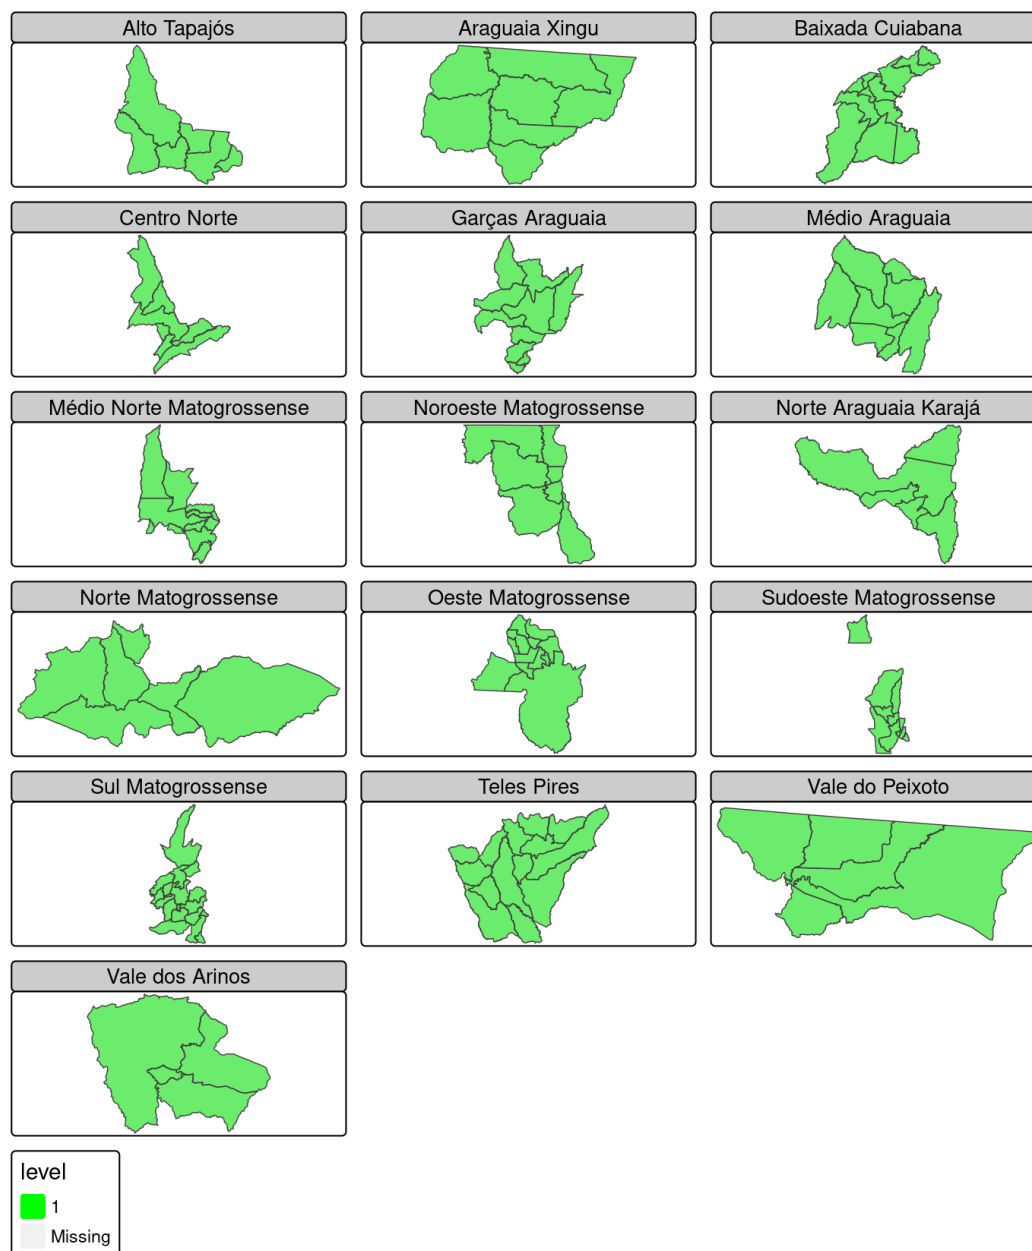 Alto Tapajós
Araguaia Xingu
Baixada Cuiabana
Centro Norte
Garças Araguaia
Médio Araguaia
Médio Norte Matogrossense
Noroeste Matogrossense
Norte Araguaia Karajá
Norte Matogrossense
Oeste Matogrossense
Sudoeste Matogrossense
Sul Matogrossense
Teles Pires
Vale do Peixoto
Vale dos Arinos
level
1
Missing